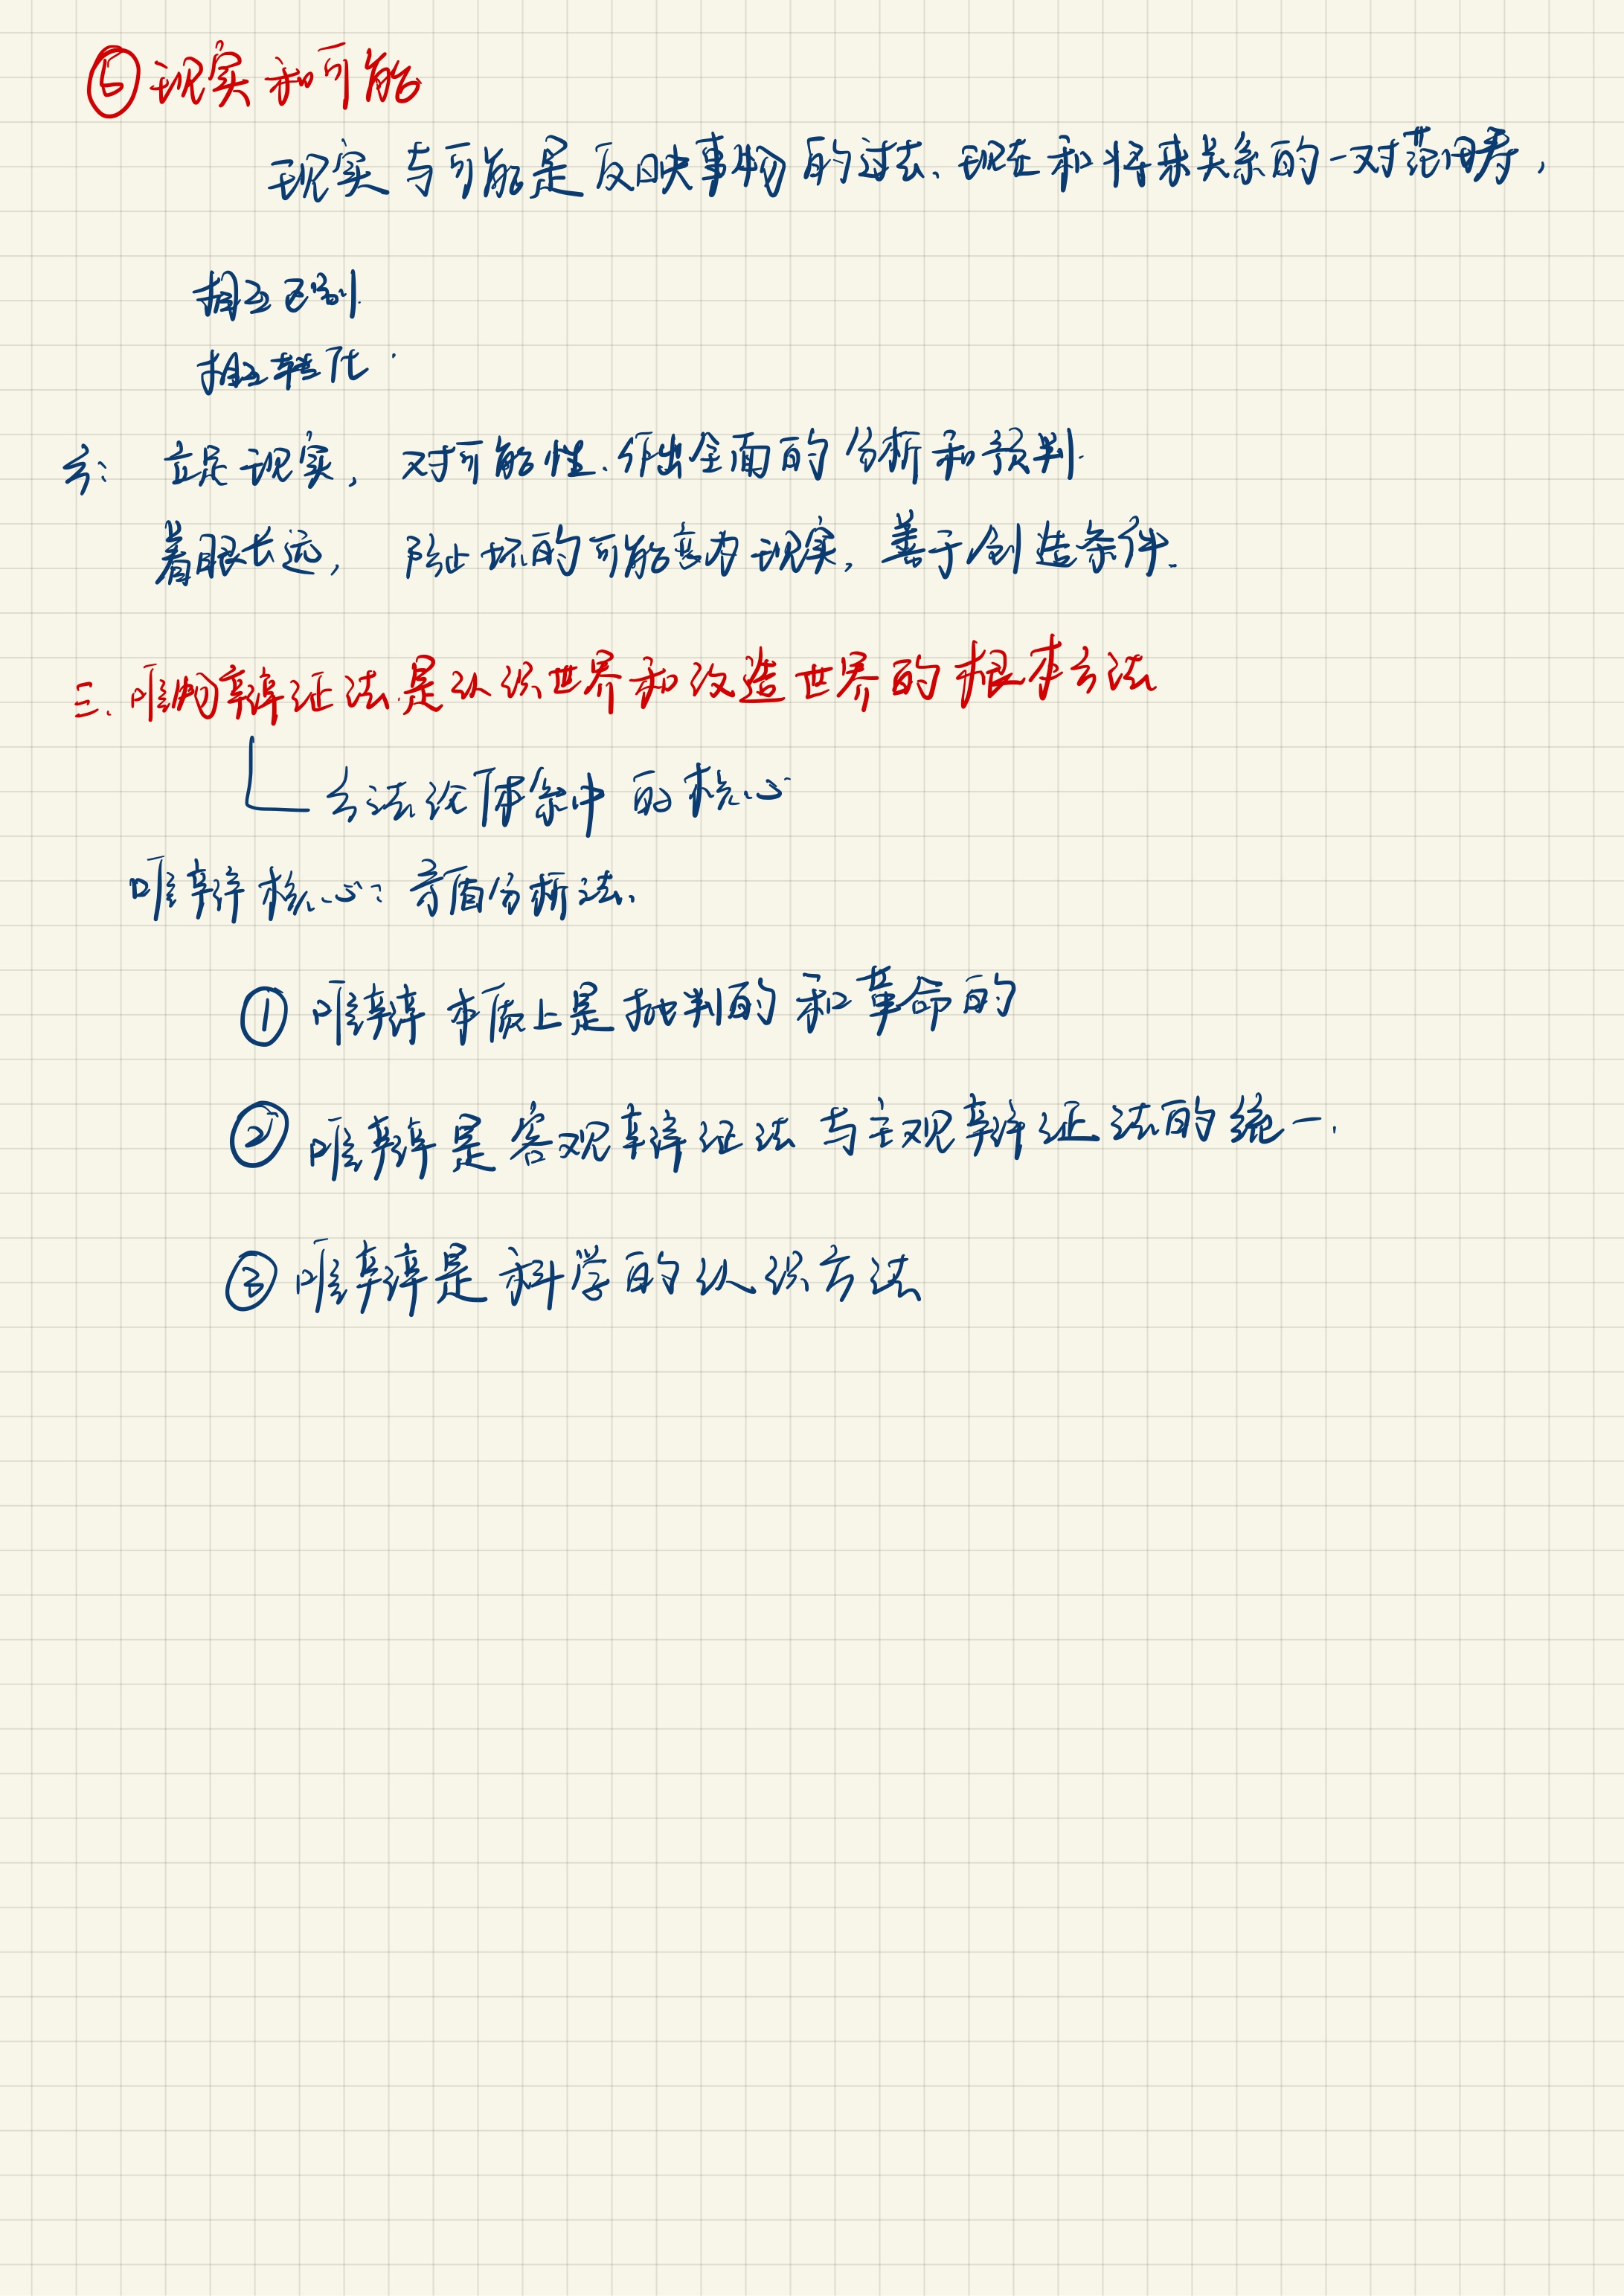 ⑤现实和可能
现实与可能是反映事物的过去、现在和将来关系的一对范畴，
相互区别.
相互转化.
方：立足现实，对可能性.作出全面的分析和预判.
着眼长远，防止坏的可能变为现实，善于创造条件.
三.唯物辩证法是认识世界和改造世界的根本方法
方法论体系中的核心
唯辩核心：矛盾分析法.
①唯辩本质上是批判的和革命的
②唯辩是客观辩证法与主观辩证法的统一.
③唯辩是科学的认识方法